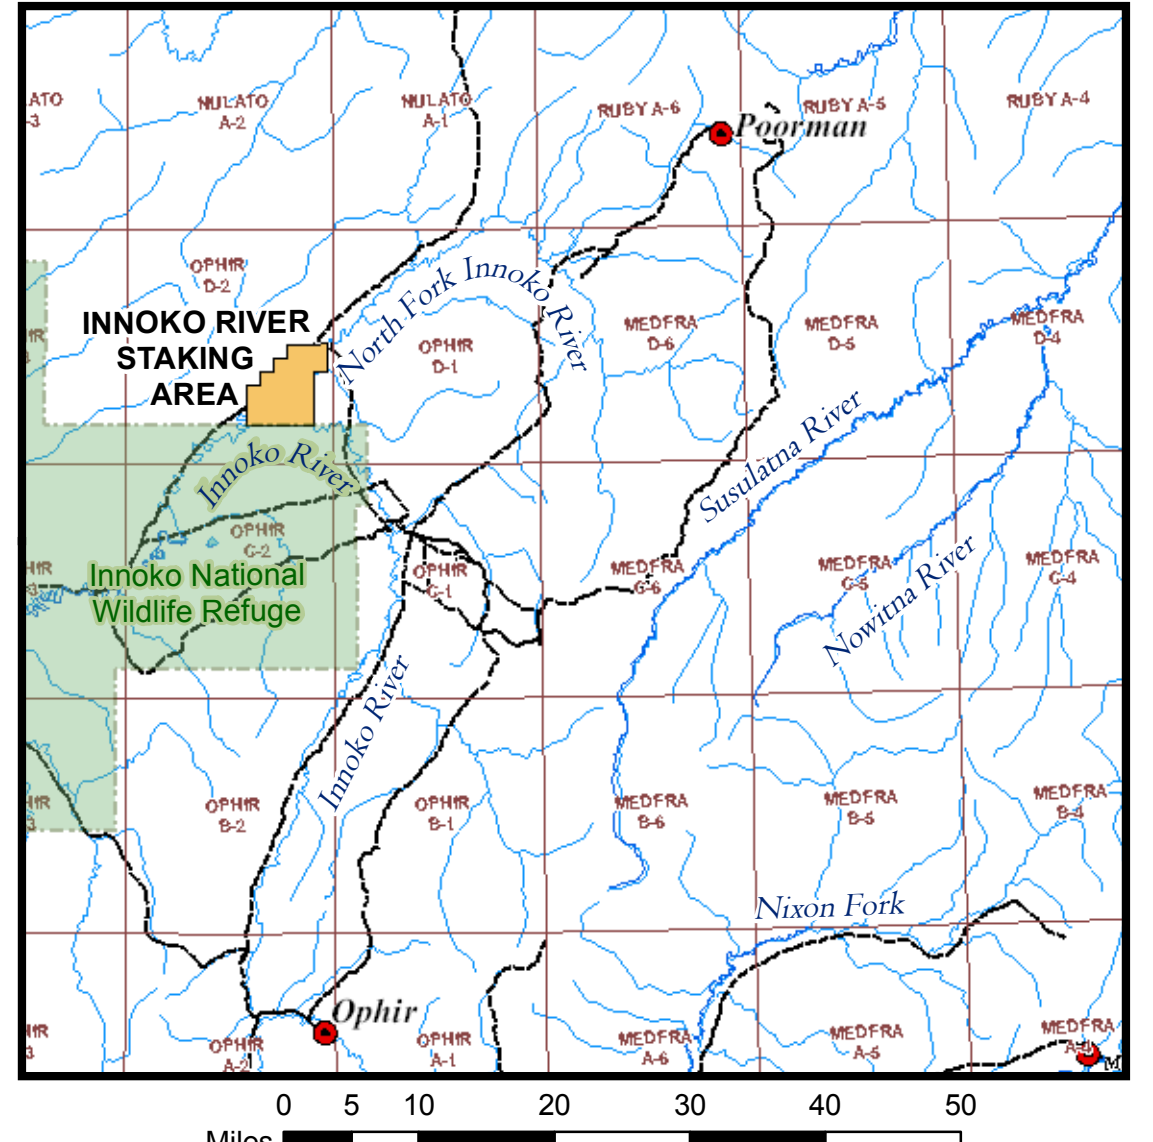 NULATO
A-2
NULATO
A-1
RUBY A-6
RUBY A-5
RUBY A-4
Poorman
OPHIR
D-2
North Fork Innoko River
INNOKO RIVER
STAKING
AREA
OPHIR
D-1
MEDFRA
D-6
MEDFRA
D-5
MEDFRA
D-4
Innoko River
Susulatna River
OPHIR
C-2
Innoko National
Wildlife Refuge
OPHIR
C-1
MEDFRA
C-6
MEDFRA
C-5
Nowitna River
MEDFRA
C-4
Innoko River
OPHIR
B-2
OPHIR
B-1
MEDFRA
B-6
MEDFRA
B-5
MEDFRA
B-4
Nixon Fork
Ophir
OPHIR
A-2
OPHIR
A-1
MEDFRA
A-6
MEDFRA
A-5
MEDFRA
A-4
M
0 5 10 20 30 40 50
Miles